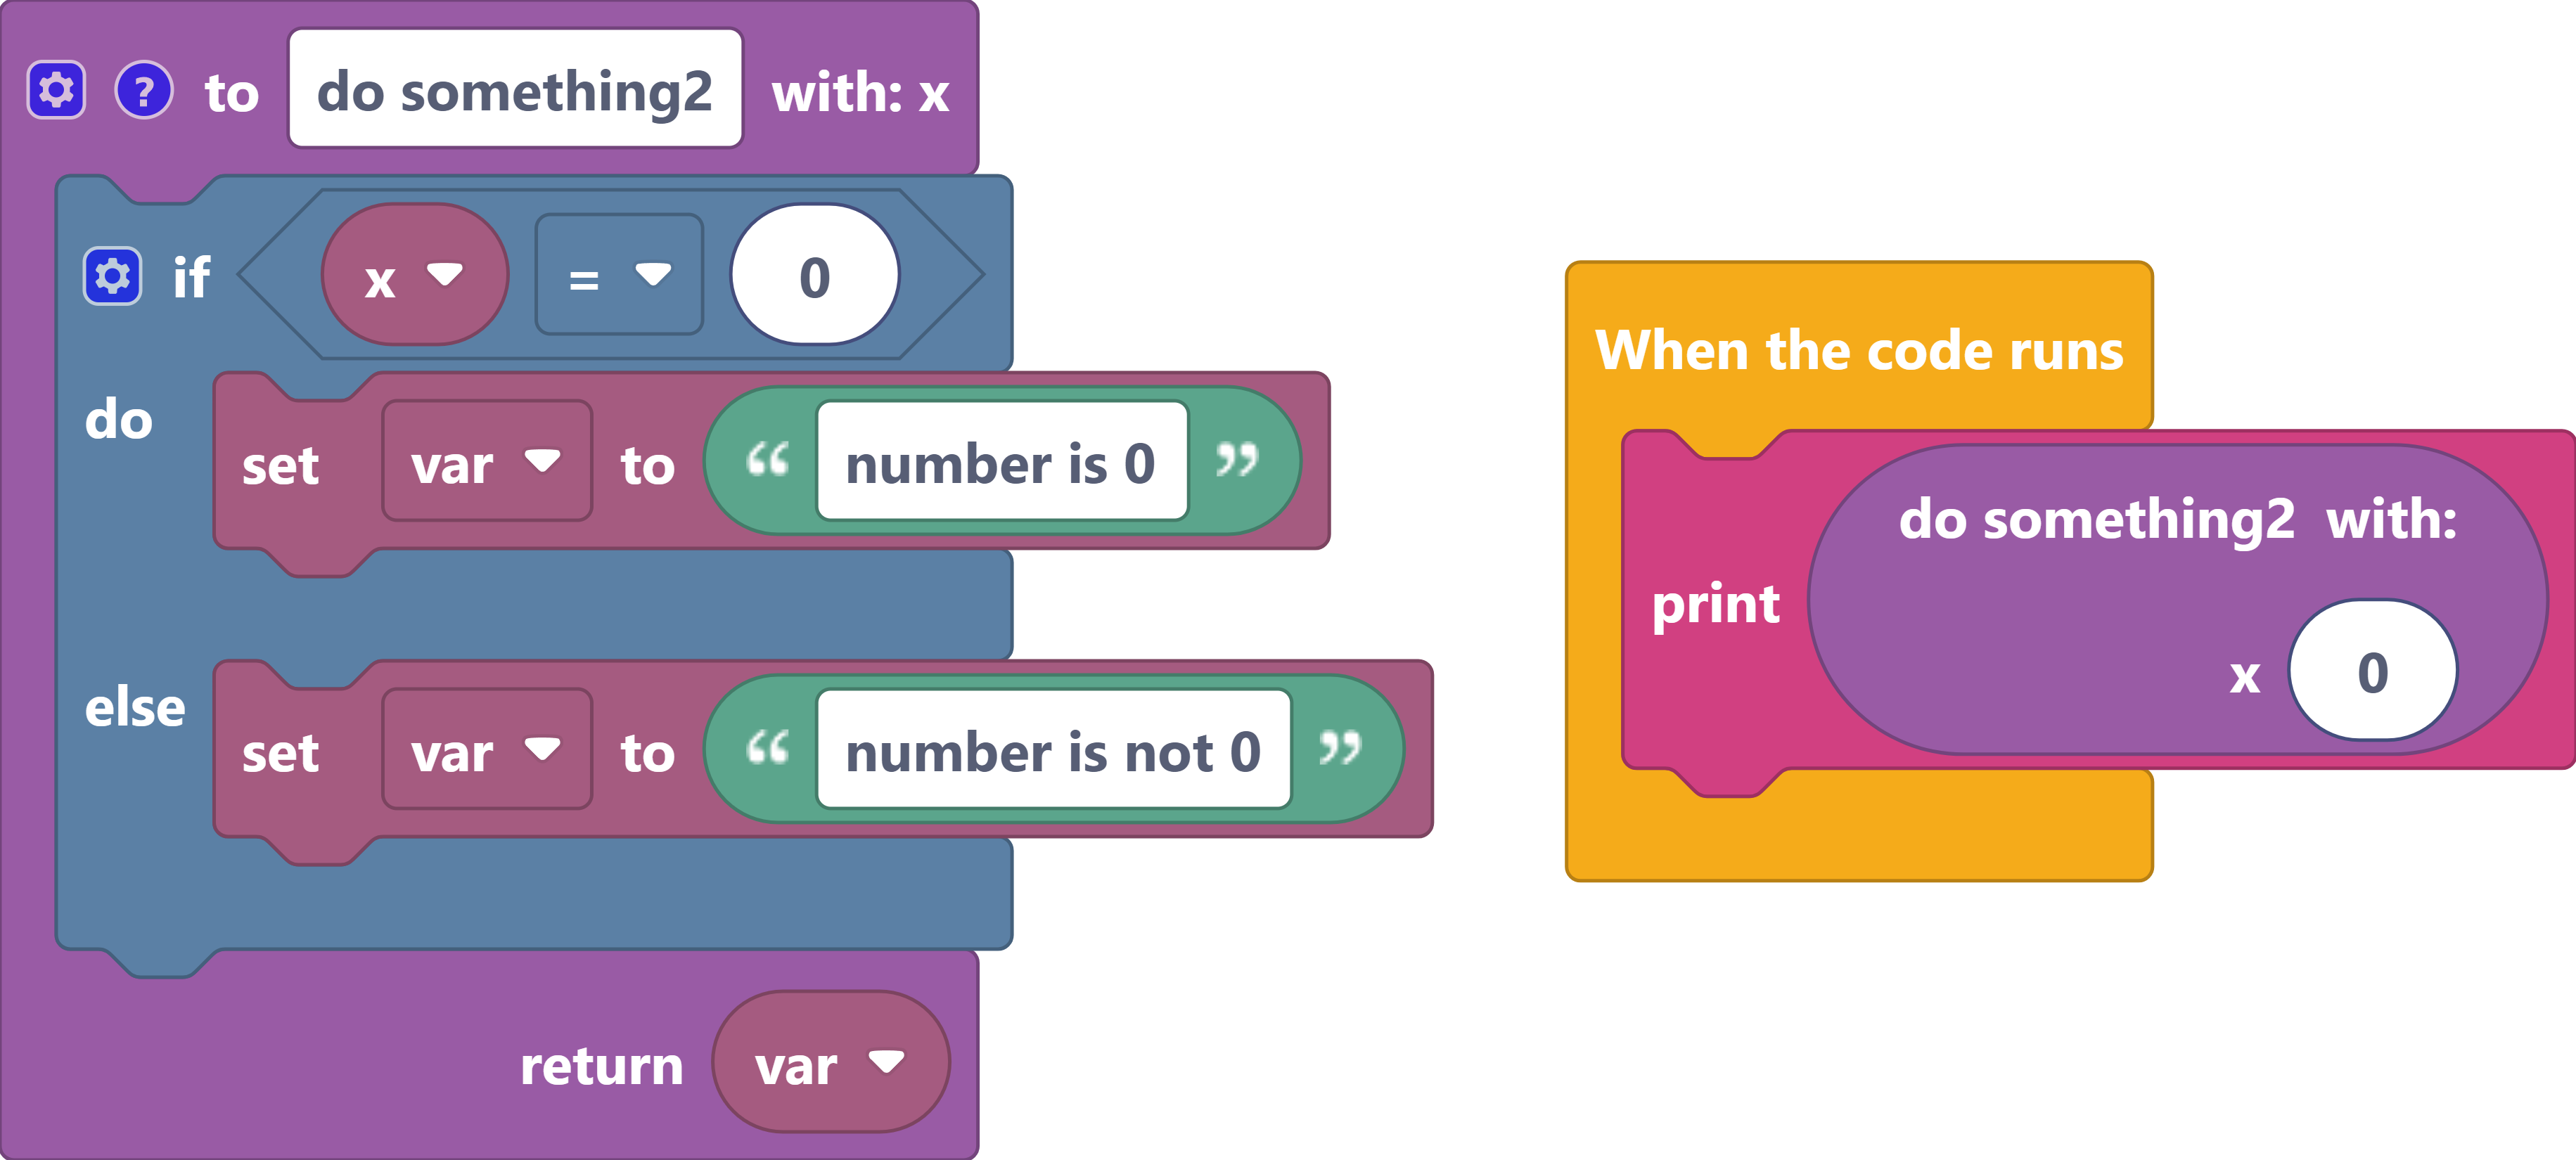 ? to do something2 with: x
if x = 0
do set var to “ number is 0 ”
else set var to “ number is not 0 ”
return var
When the code runs
do something2 with:
print
x 0